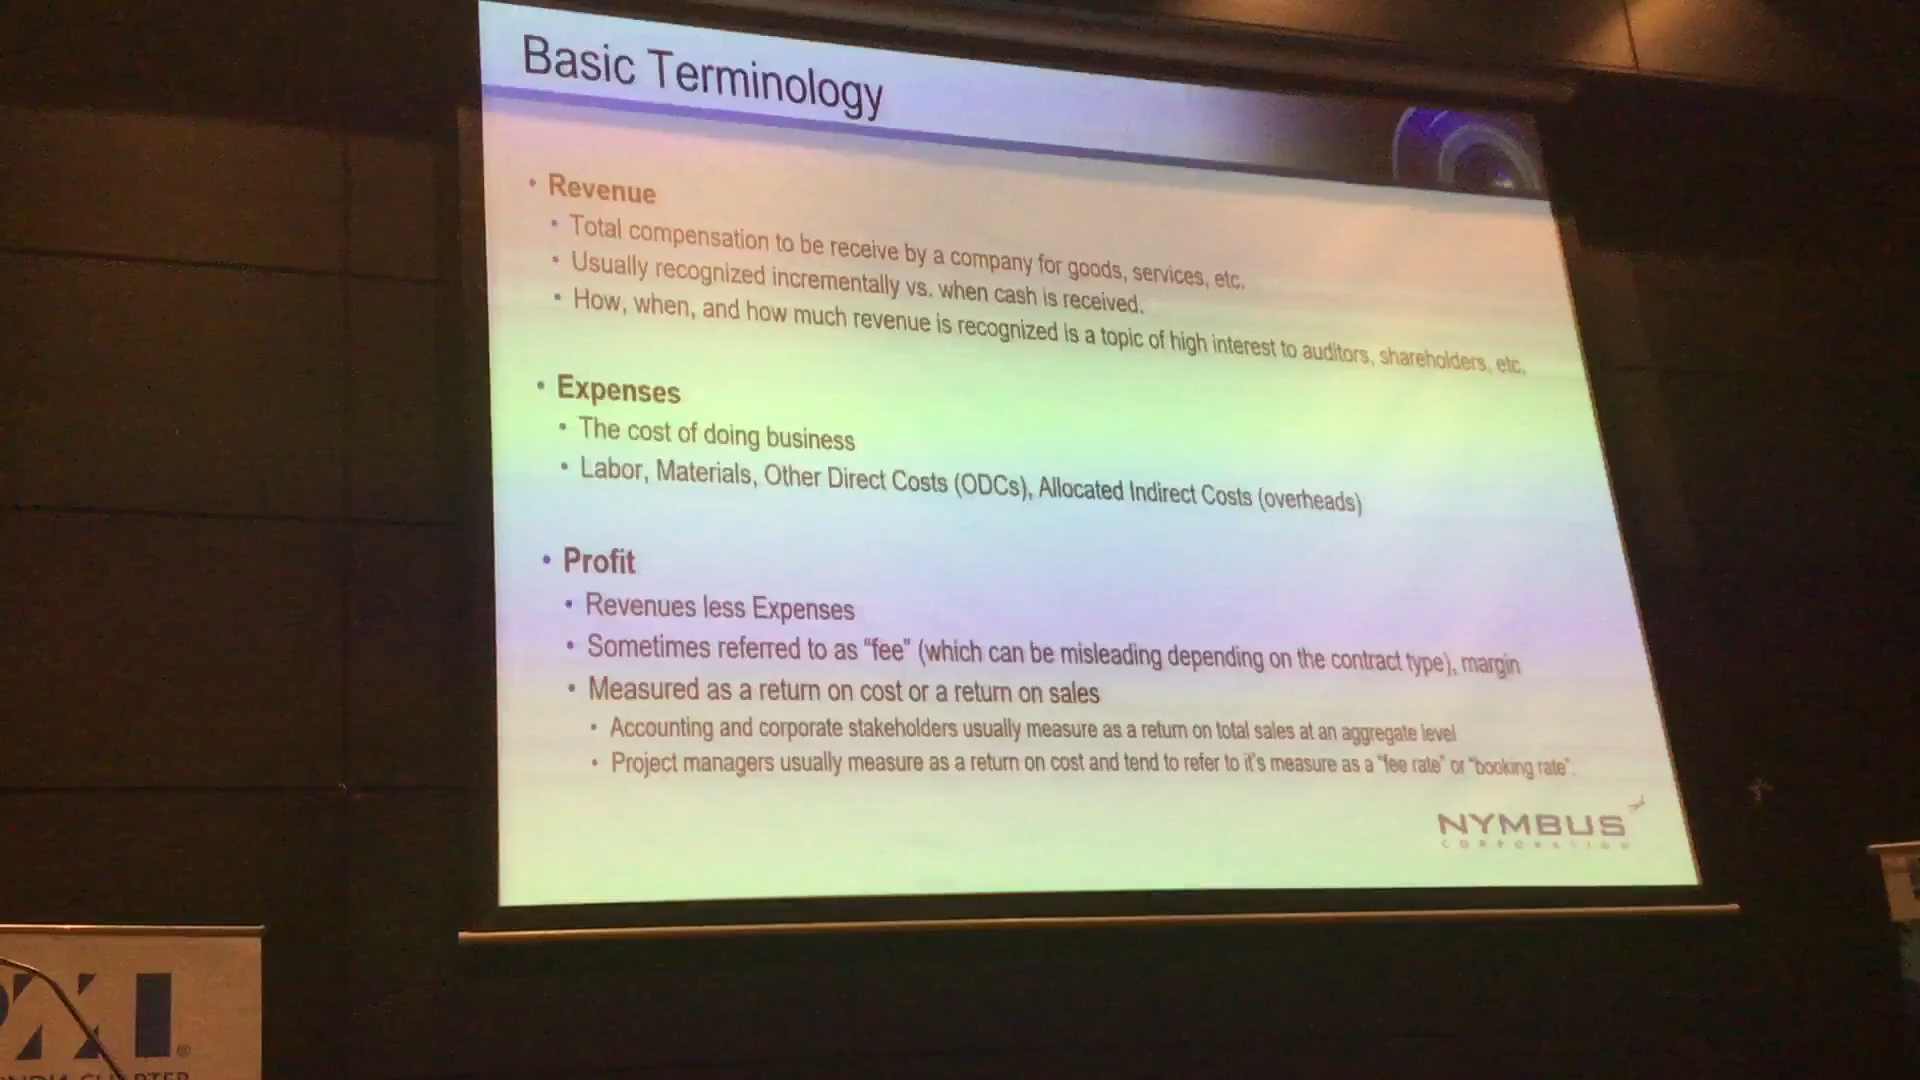 Basic Terminology
• Revenue
• Total compensation to be receive by a company for goods, services, etc.
• Usually recognized incrementally vs. when cash is received.
• How, when, and how much revenue is recognized is a topic of high interest to auditors, shareholders, etc.
• Expenses
• The cost of doing business
• Labor, Materials, Other Direct Costs (ODCs), Allocated Indirect Costs (overheads)
• Profit
• Revenues less Expenses
• Sometimes referred to as “fee” (which can be misleading depending on the contract type), margin
• Measured as a return on cost or a return on sales
• Accounting and corporate stakeholders usually measure as a return on total sales at an aggregate level
• Project managers usually measure as a return on cost and tend to refer to it's measure as a “fee rate” or “booking rate”.
NYMBUS
CORPORATION